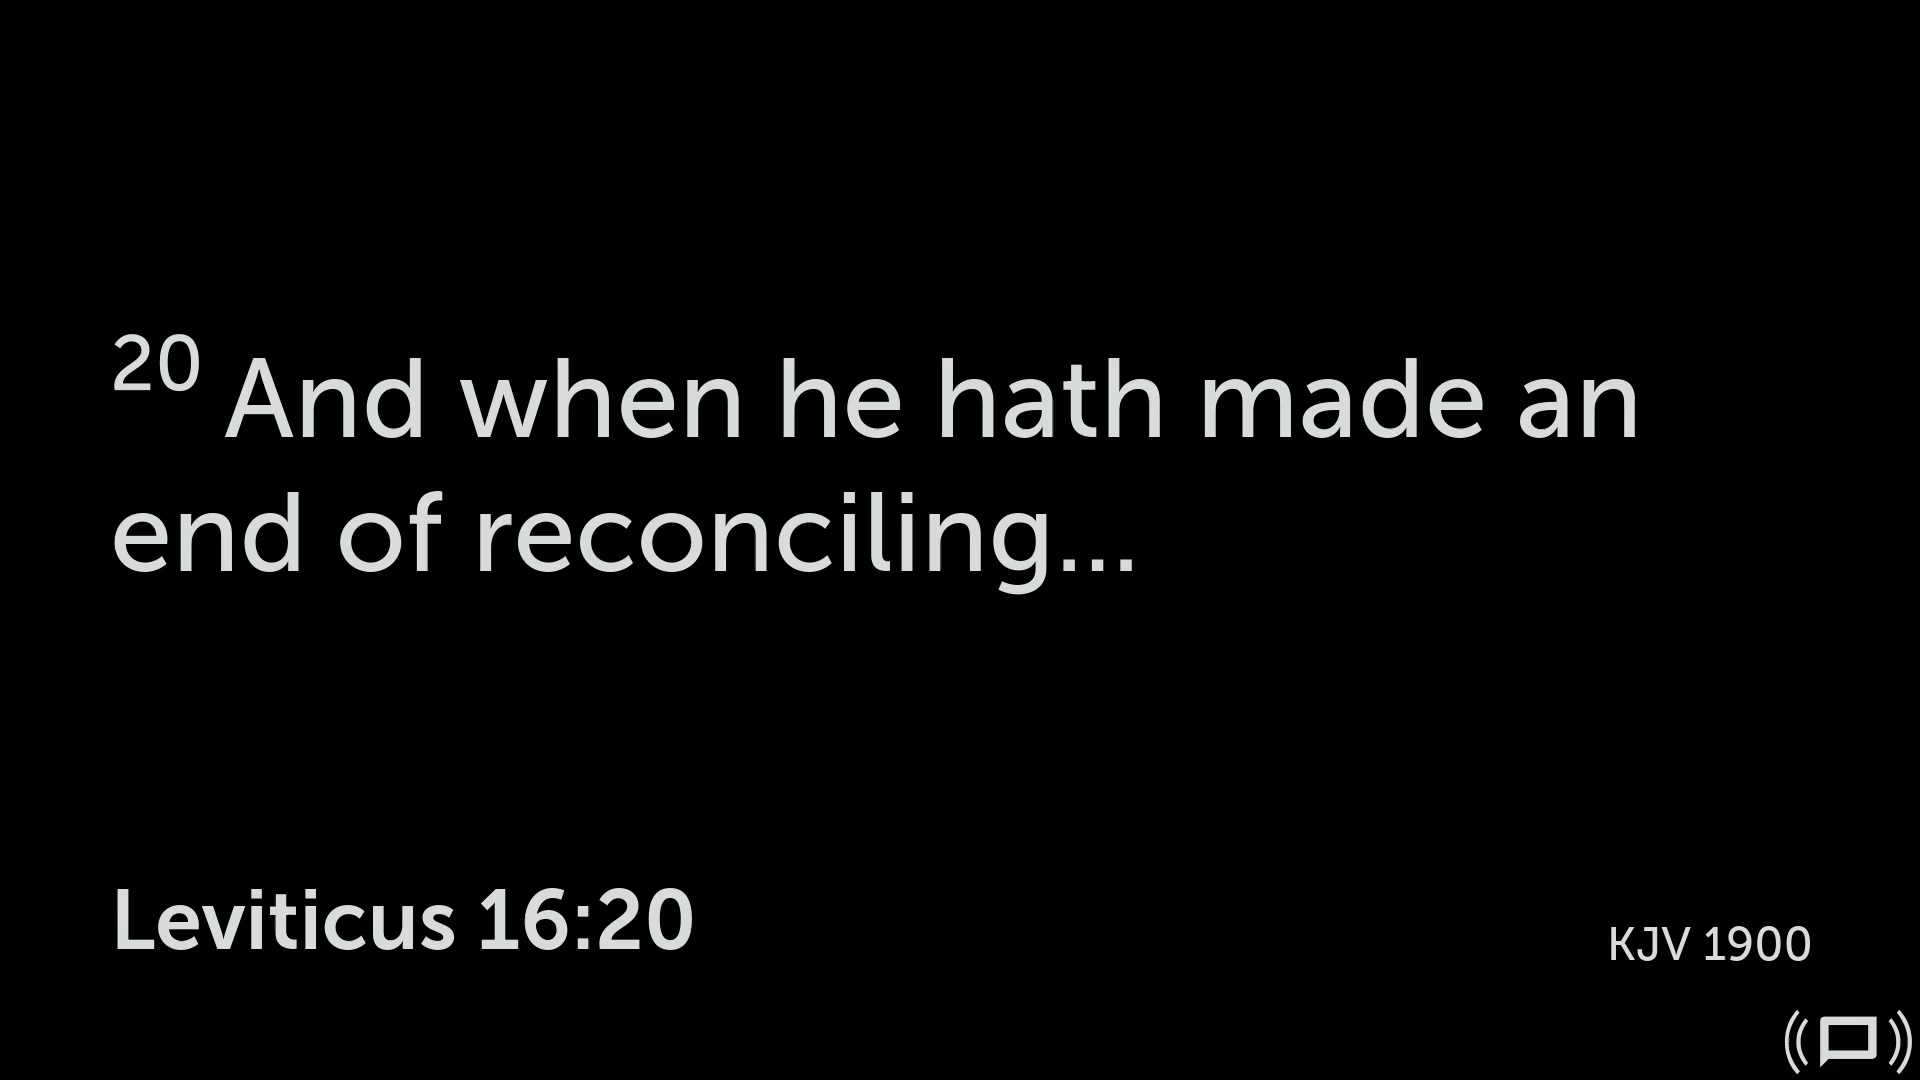 20 And when he hath made an
end of reconciling...
Leviticus 16:20
KJV 1900